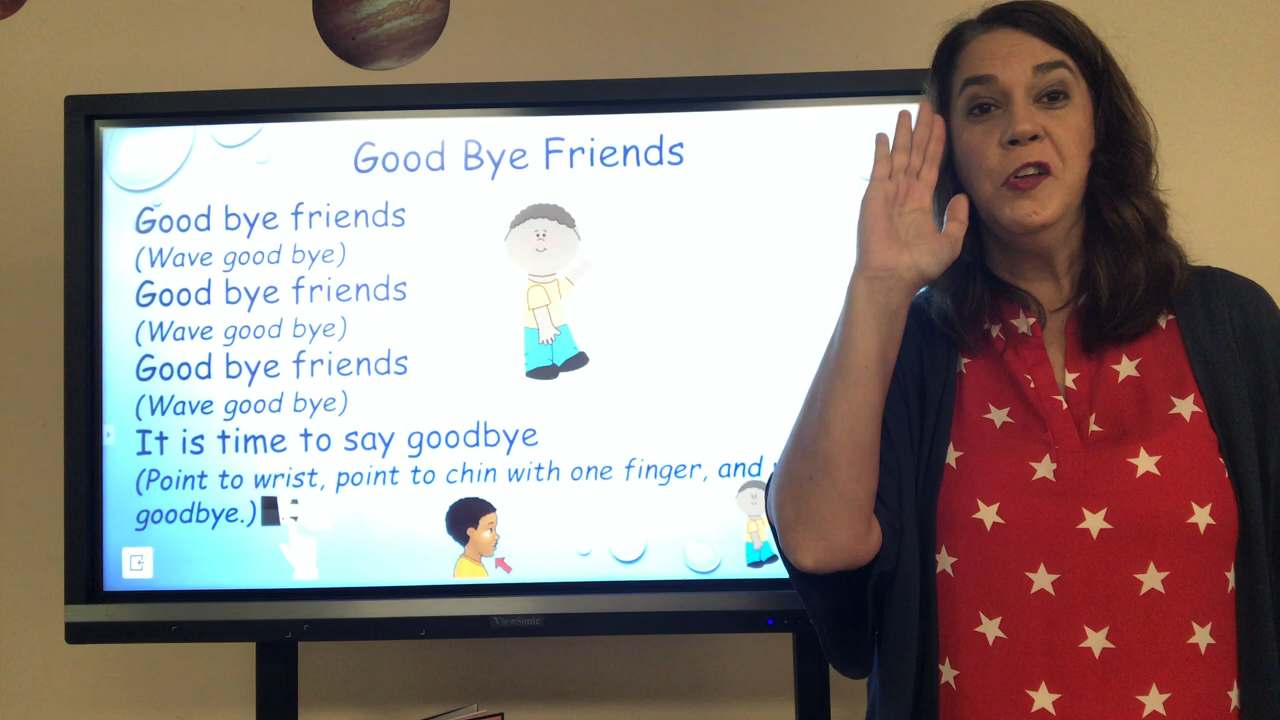 Good Bye Friends
Good bye friends
(Wave good bye)
Good bye friends
(Wave good bye)
Good bye friends
(Wave good bye)
It is time to say goodbye
(Point to wrist, point to chin with one finger, and
goodbye.)
ViewSonic